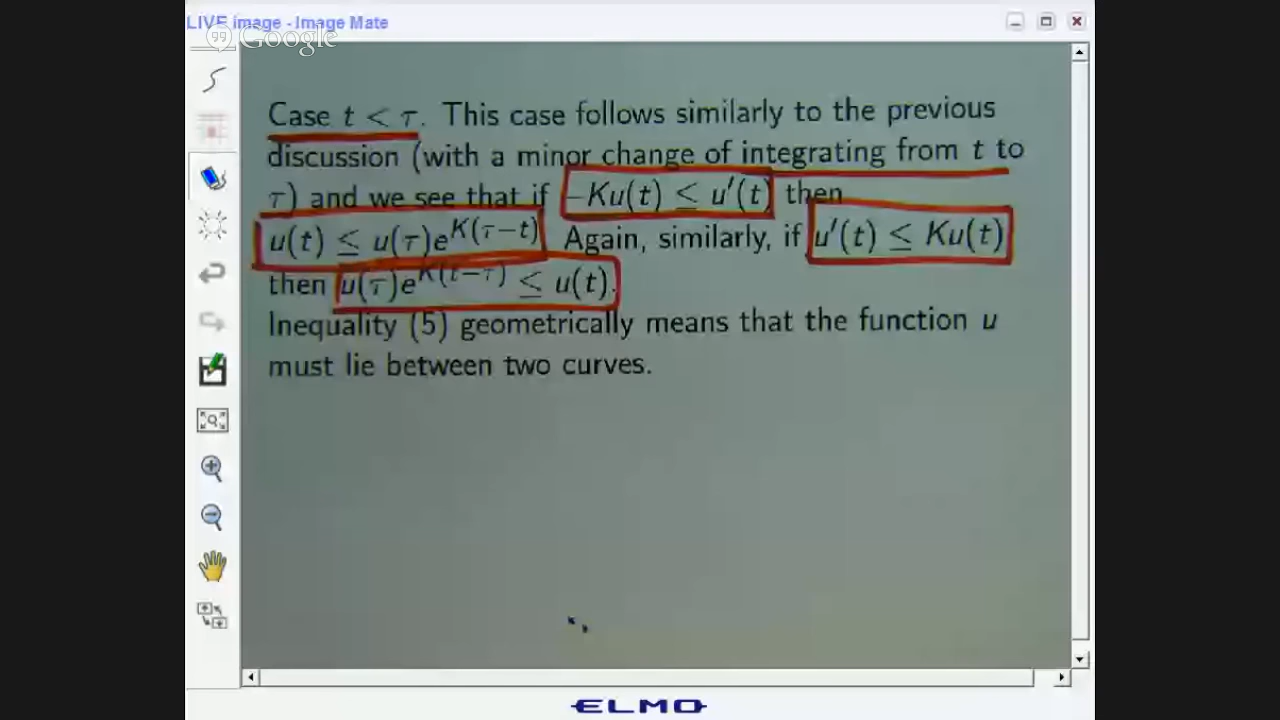 LIVE image - Image Mate
Google
Case t < τ. This case follows similarly to the previous
discussion (with a minor change of integrating from t to
τ) and we see that if −Ku(t) ≤ u′(t) then
u(t) ≤ u(τ)e^{K(τ−t)} Again, similarly, if u′(t) ≤ Ku(t)
then u(τ)e^{K(t−τ)} ≤ u(t).
Inequality (5) geometrically means that the function u
must lie between two curves.
ELMO